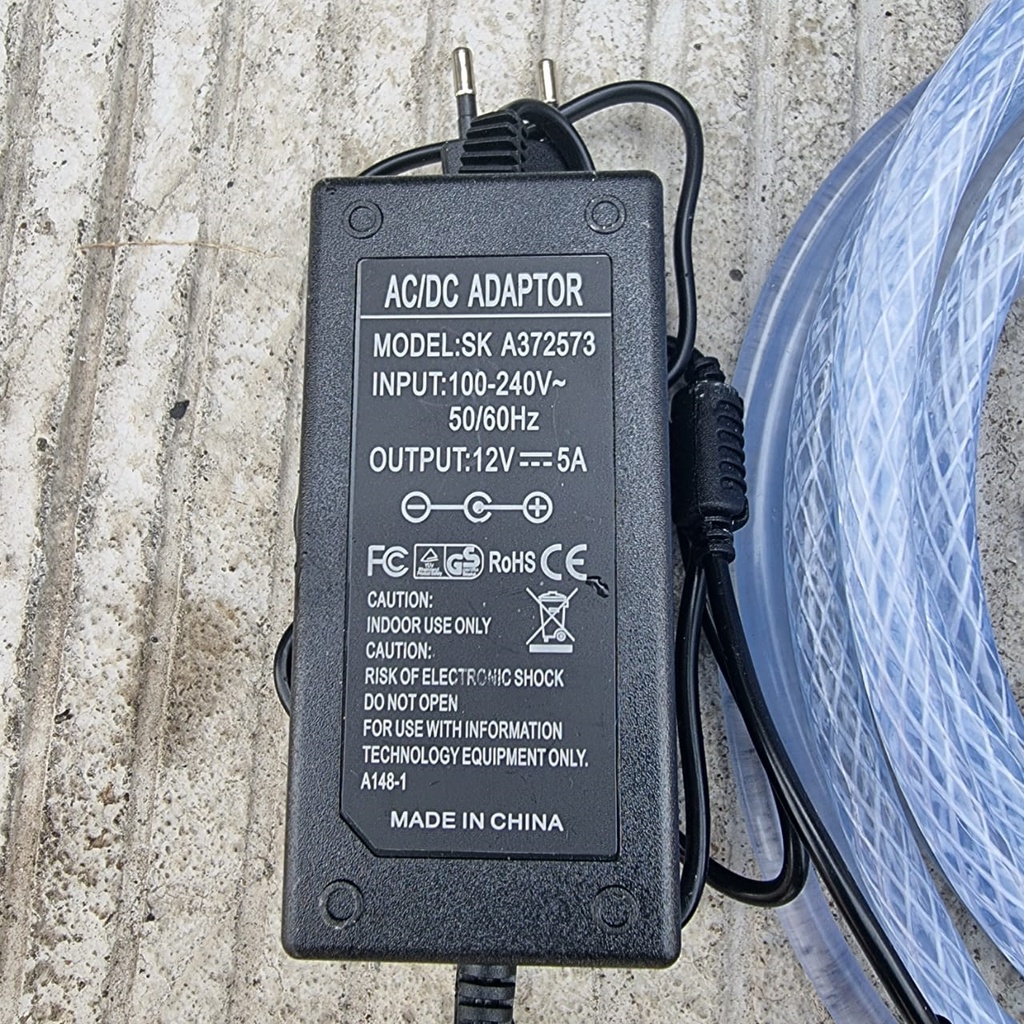 AC/DC ADAPTOR
MODEL:SK A372573
INPUT:100-240V~
50/60Hz
OUTPUT:12V⎓5A
FC GS RoHS CE
CAUTION:
INDOOR USE ONLY
CAUTION:
RISK OF ELECTRONIC SHOCK
DO NOT OPEN
FOR USE WITH INFORMATION
TECHNOLOGY EQUIPMENT ONLY.
A148-1
MADE IN CHINA